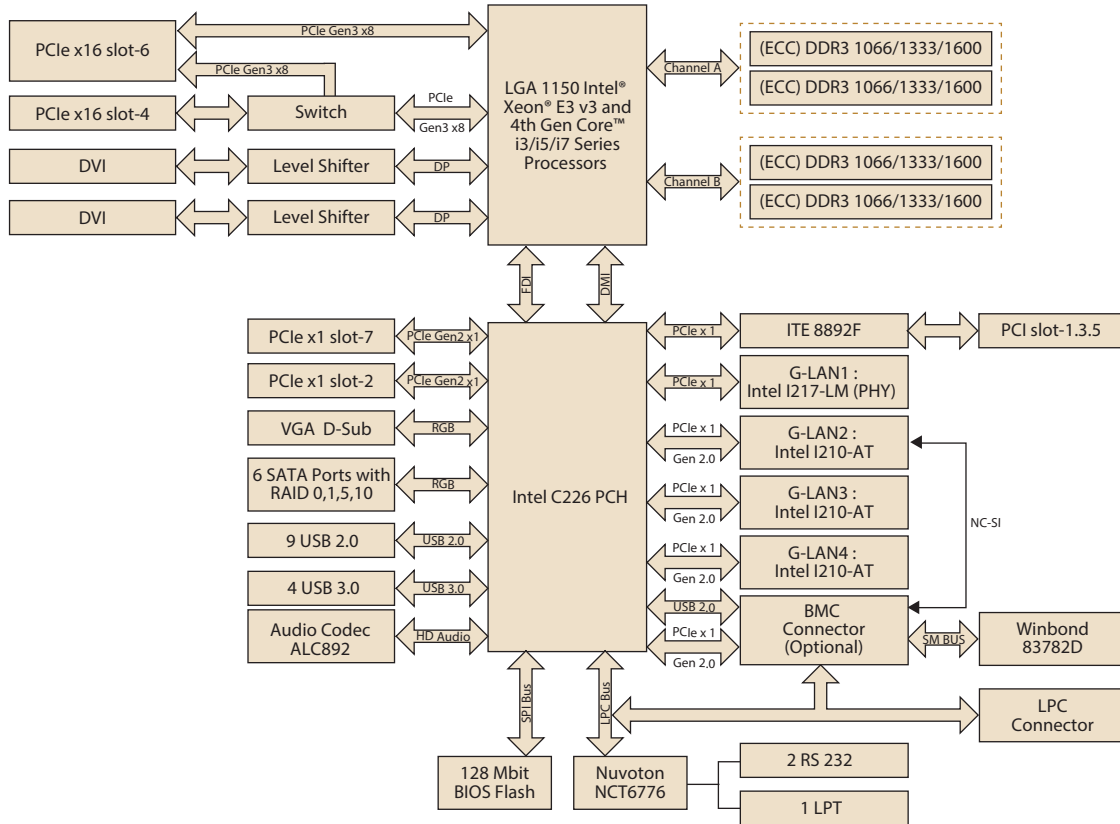 PCIe x16 slot-6
PCIe Gen3 x8
PCIe Gen3 x8
PCIe x16 slot-4
Switch
PCIe
Gen3 x8
DVI
Level Shifter
DP
DVI
Level Shifter
DP
LGA 1150 Intel®
Xeon® E3 v3 and
4th Gen Core™
i3/i5/i7 Series
Processors
Channel A
(ECC) DDR3 1066/1333/1600
(ECC) DDR3 1066/1333/1600
Channel B
(ECC) DDR3 1066/1333/1600
(ECC) DDR3 1066/1333/1600
FDI
DMI
PCIe x1 slot-7
PCIe Gen2 x1
PCIe x1 slot-2
PCIe Gen2 x1
VGA D-Sub
RGB
6 SATA Ports with
RAID 0,1,5,10
RGB
9 USB 2.0
USB 2.0
4 USB 3.0
USB 3.0
Audio Codec
ALC892
HD Audio
Intel C226 PCH
PCIe x 1
ITE 8892F
PCI slot-1.3.5
PCIe x 1
G-LAN1 :
Intel I217-LM (PHY)
PCIe x 1
Gen 2.0
G-LAN2 :
Intel I210-AT
PCIe x 1
Gen 2.0
G-LAN3 :
Intel I210-AT
NC-SI
PCIe x 1
Gen 2.0
G-LAN4 :
Intel I210-AT
USB 2.0
PCIe x 1
Gen 2.0
BMC
Connector
(Optional)
SM BUS
Winbond
83782D
SPI Bus
LPC Bus
LPC
Connector
128 Mbit
BIOS Flash
Nuvoton
NCT6776
2 RS 232
1 LPT